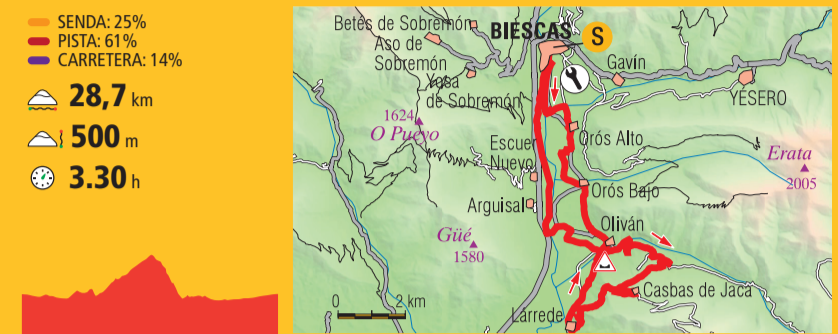 SENDA: 25%
PISTA: 61%
CARRETERA: 14%
28,7 km
500 m
3.30 h
Betés de Sobremón
Aso de
Sobremón
Yosa
de Sobremón
BIESCAS
S
Gavín
YÉSERO
1624
O Pueyo
Escuer
Nuevo
Orós Alto
Erata
2005
Orós Bajo
Arguisal
Oliván
Güé
1580
Casbas de Jaca
0 2 km
Lárrede